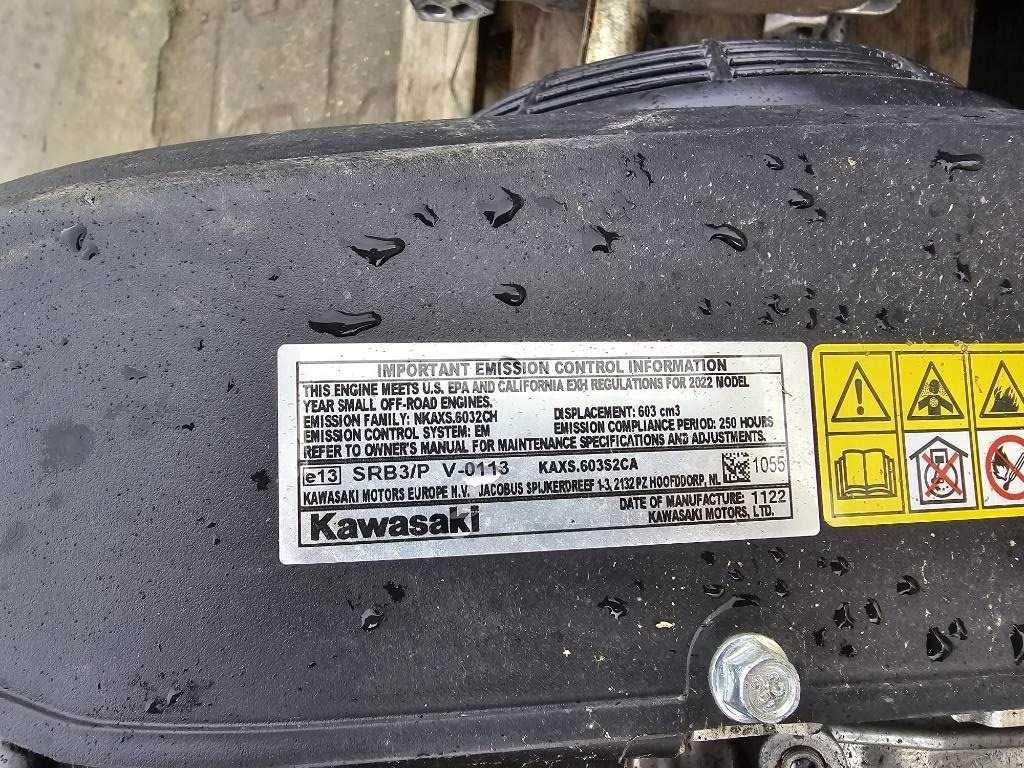 IMPORTANT EMISSION CONTROL INFORMATION
THIS ENGINE MEETS U.S. EPA AND CALIFORNIA EXH REGULATIONS FOR 2022 MODEL
YEAR SMALL OFF-ROAD ENGINES.
EMISSION FAMILY: NKAXS.6032CH DISPLACEMENT: 603 cm3
EMISSION CONTROL SYSTEM: EM EMISSION COMPLIANCE PERIOD: 250 HOURS
REFER TO OWNER'S MANUAL FOR MAINTENANCE SPECIFICATIONS AND ADJUSTMENTS.
e13 SRB3/P V-0113 KAXS.603S2CA 1055
KAWASAKI MOTORS EUROPE N.V. JACOBUS SPIJKERDREEF 1-3, 2132 PZ HOOFDDORP, NL
DATE OF MANUFACTURE: 1122
Kawasaki KAWASAKI MOTORS, LTD.